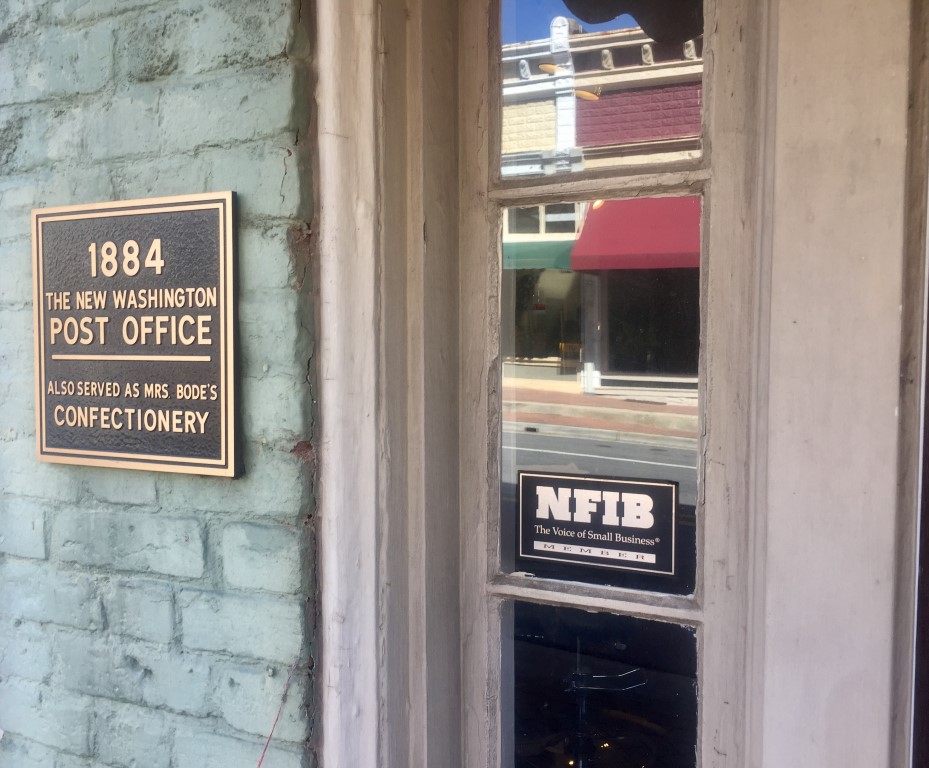 1884
THE NEW WASHINGTON
POST OFFICE
ALSO SERVED AS MRS. BODE'S
CONFECTIONERY
NFIB
The Voice of Small Business®
MEMBER